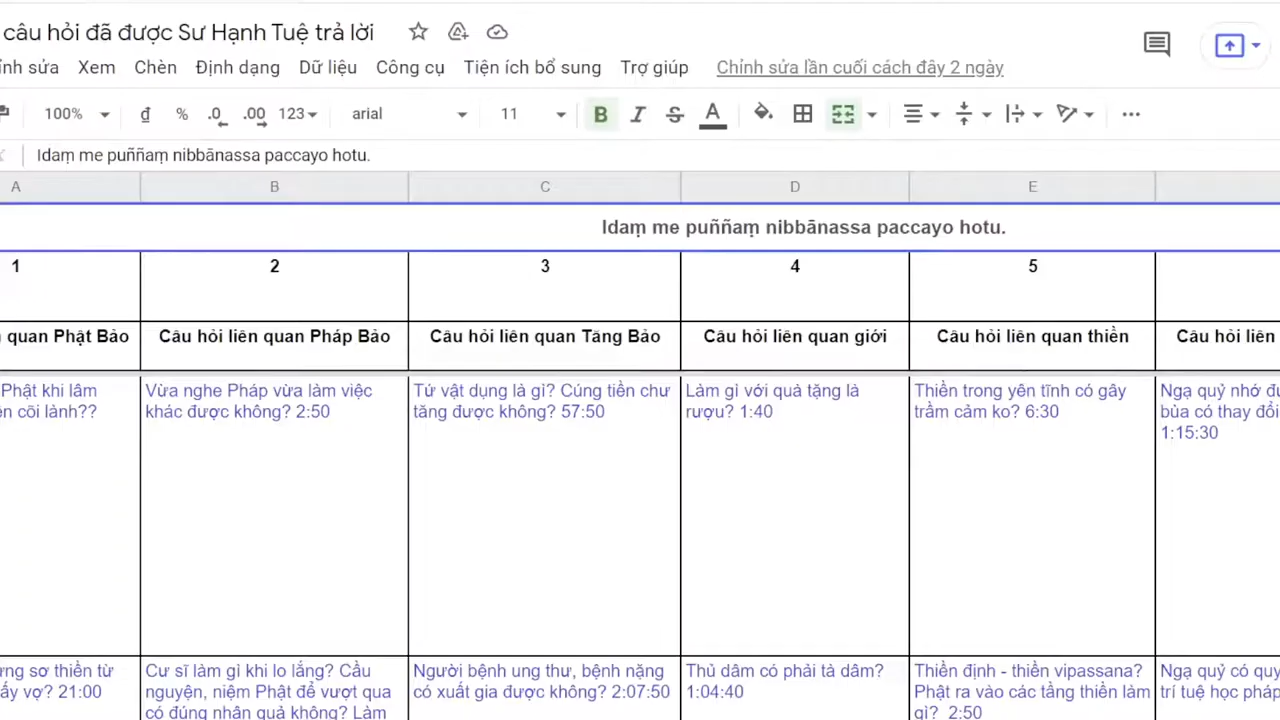 câu hỏi đã được Sư Hạnh Tuệ trả lời
ỉnh sửa Xem Chèn Định dạng Dữ liệu Công cụ Tiện ích bổ sung Trợ giúp Chỉnh sửa lần cuối cách đây 2 ngày
100% đ % .0 .00 123 arial 11 B I S A
Idaṃ me puññaṃ nibbānassa paccayo hotu.
A B C D E
Idaṃ me puññaṃ nibbānassa paccayo hotu.
1 2 3 4 5
quan Phật Bảo Câu hỏi liên quan Pháp Bảo Câu hỏi liên quan Tăng Bảo Câu hỏi liên quan giới Câu hỏi liên quan thiền Câu hỏi liên
Phật khi lâm Vừa nghe Pháp vừa làm việc Tứ vật dụng là gì? Cúng tiền chư Làm gì với quà tặng là Thiền trong yên tĩnh có gây Ngạ quỷ nhớ
cõi lành?? khác được không? 2:50 tăng được không? 57:50 rượu? 1:40 trầm cảm ko? 6:30 bùa có thay đổi
1:15:30
sơ thiền từ Cư sĩ làm gì khi lo lắng? Cầu Người bệnh ung thư, bệnh nặng Thủ dâm có phải tà dâm? Thiền định - thiền vipassana? Ngạ quỷ có
vợ? 21:00 nguyện, niệm Phật để vượt qua có xuất gia được không? 2:07:50 1:04:40 Phật ra vào các tầng thiền làm trí tuệ học pháp
có đúng nhân quả không? Làm gì? 2:50